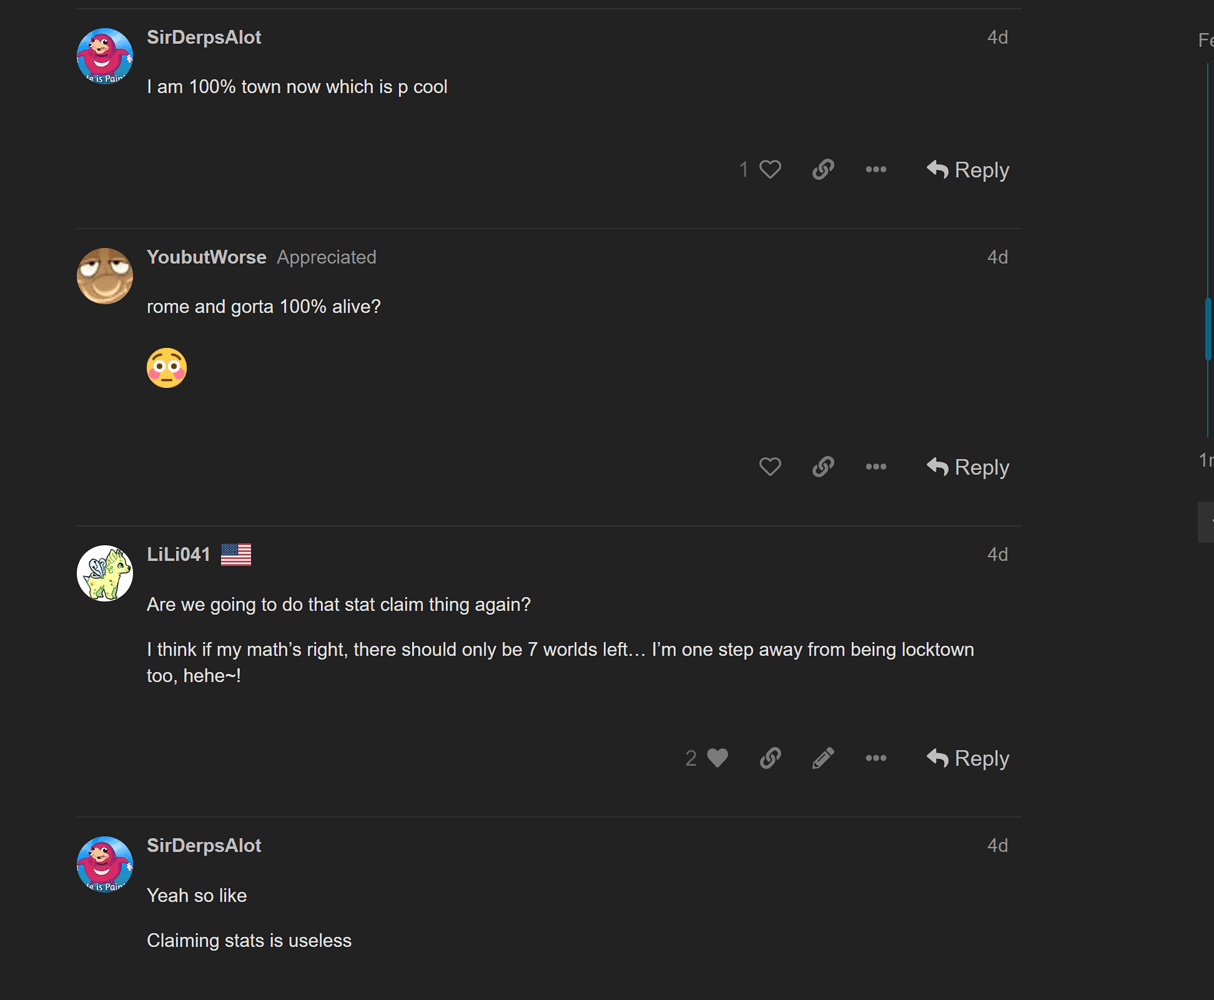 SirDerpsAlot 4d
I am 100% town now which is p cool
1 Reply
YoubutWorse Appreciated 4d
rome and gorta 100% alive?
Reply
LiLi041 4d
Are we going to do that stat claim thing again?
I think if my math’s right, there should only be 7 worlds left… I’m one step away from being locktown
too, hehe~!
2 Reply
SirDerpsAlot 4d
Yeah so like
Claiming stats is useless